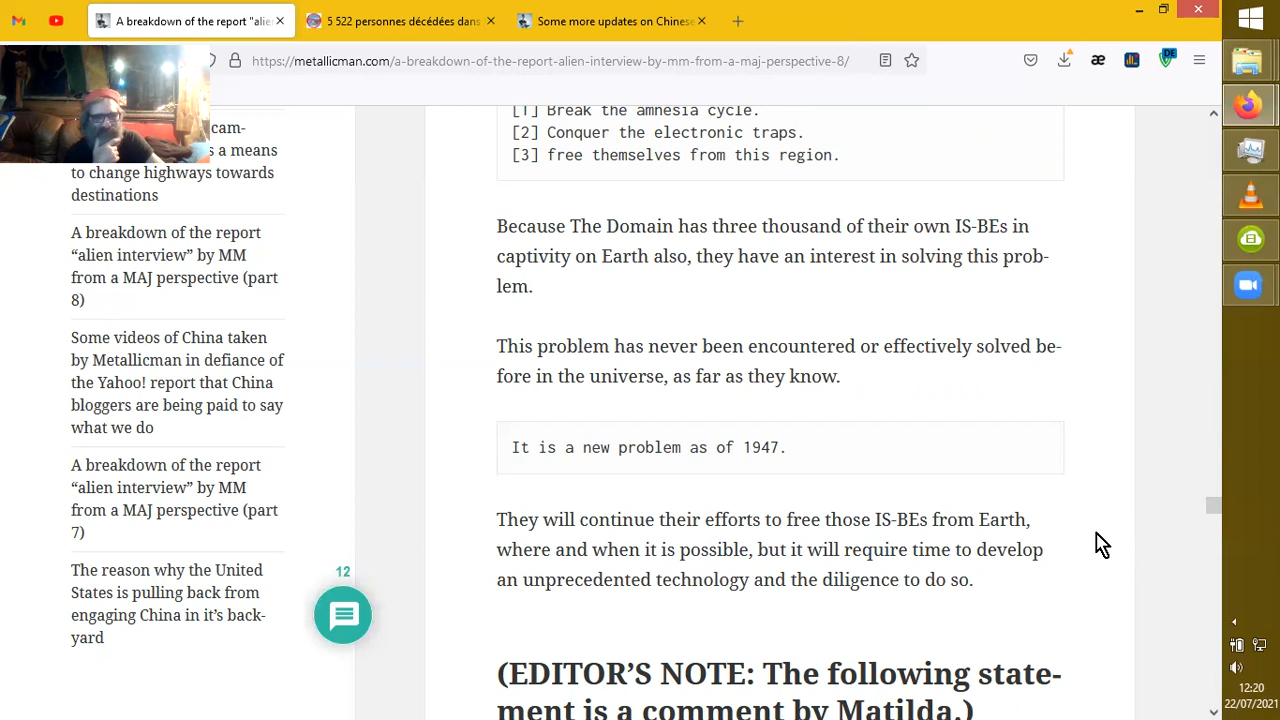 A breakdown of the report "alie
5 522 personnes décédées dans
Some more updates on Chinese
https://metallicman.com/a-breakdown-of-the-report-alien-interview-by-mm-from-a-maj-perspective-8/
DE
cam-
s a means
to change highways towards
destinations
A breakdown of the report
“alien interview” by MM
from a MAJ perspective (part
8)
Some videos of China taken
by Metallicman in defiance of
the Yahoo! report that China
bloggers are being paid to say
what we do
A breakdown of the report
“alien interview” by MM
from a MAJ perspective (part
7)
The reason why the United
States is pulling back from
engaging China in it’s back-
yard
12
[1] Break the amnesia cycle.
[2] Conquer the electronic traps.
[3] free themselves from this region.
Because The Domain has three thousand of their own IS-BEs in
captivity on Earth also, they have an interest in solving this prob-
lem.
This problem has never been encountered or effectively solved be-
fore in the universe, as far as they know.
It is a new problem as of 1947.
They will continue their efforts to free those IS-BEs from Earth,
where and when it is possible, but it will require time to develop
an unprecedented technology and the diligence to do so.
(EDITOR’S NOTE: The following state-
ment is a comment by Matilda.)
12:20
22/07/2021